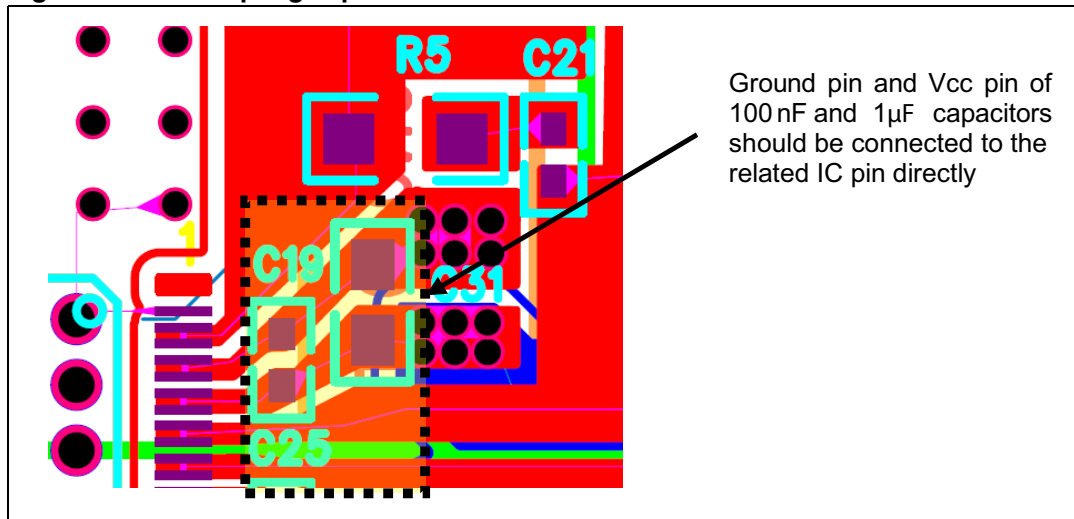 R5
C21
Ground pin and Vcc pin of
100 nF and 1µF capacitors
should be connected to the
related IC pin directly
1
C19
C31
C25